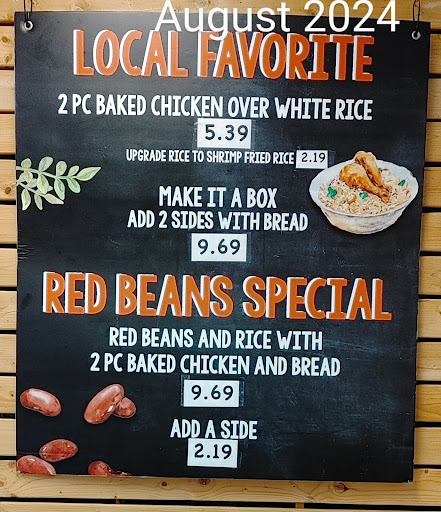 August 2024
LOCAL FAVORITE
2 PC BAKED CHICKEN OVER WHITE RICE
5.39
UPGRADE RICE TO SHRIMP FRIED RICE 2.19
MAKE IT A BOX
ADD 2 SIDES WITH BREAD
9.69
RED BEANS SPECIAL
RED BEANS AND RICE WITH
2 PC BAKED CHICKEN AND BREAD
9.69
ADD A SIDE
2.19